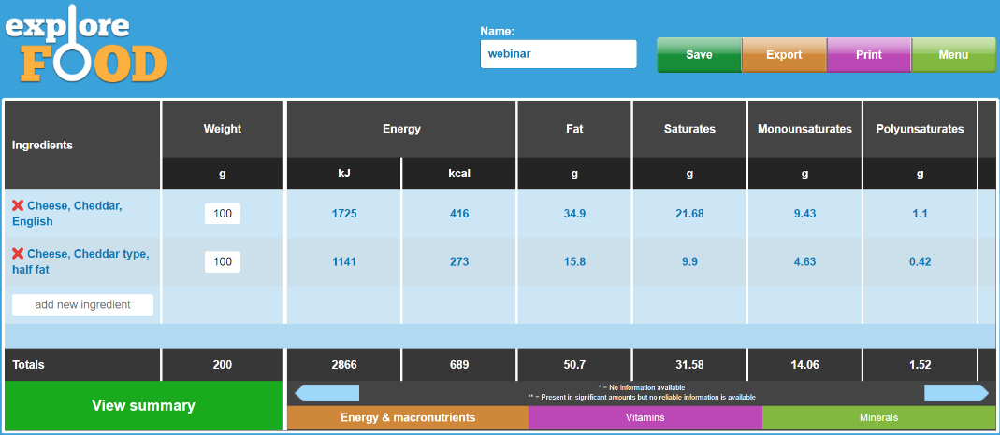 explore
FOOD
Name:
webinar
Save Export Print Menu
Ingredients Weight Energy Fat Saturates Monounsaturates Polyunsaturates
g kJ kcal g g g g
Cheese, Cheddar,
English 100 1725 416 34.9 21.68 9.43 1.1
Cheese, Cheddar type,
half fat 100 1141 273 15.8 9.9 4.63 0.42
add new ingredient
Totals 200 2866 689 50.7 31.58 14.06 1.52
* = No information available
** = Present in significant amounts but no reliable information is available
View summary
Energy & macronutrients Vitamins Minerals